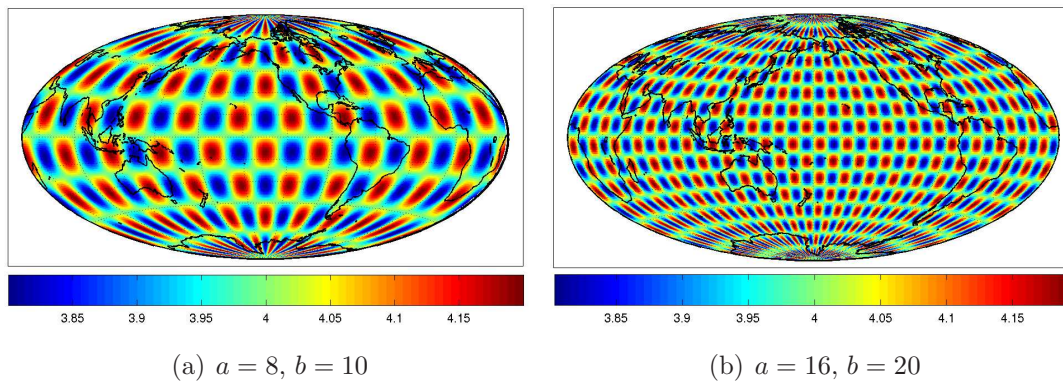 3.85 3.9 3.95 4 4.05 4.1 4.15
3.85 3.9 3.95 4 4.05 4.1 4.15
(a) a = 8, b = 10
(b) a = 16, b = 20